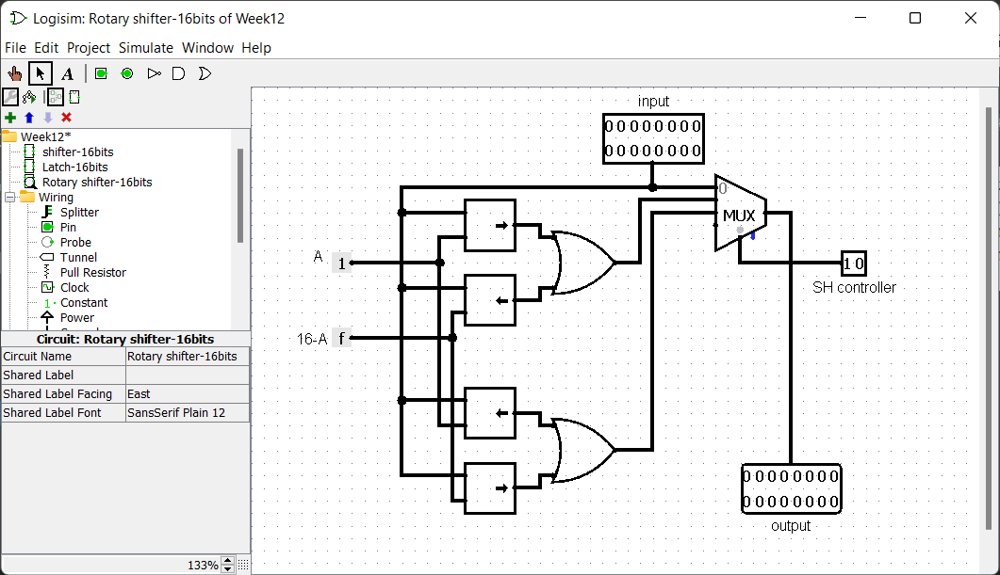 Logisim: Rotary shifter-16bits of Week12
File Edit Project Simulate Window Help
A
Week12*
shifter-16bits
Latch-16bits
Rotary shifter-16bits
Wiring
Splitter
Pin
Probe
Tunnel
Pull Resistor
Clock
1 Constant
Power
Circuit: Rotary shifter-16bits
Circuit Name Rotary shifter-16bits
Shared Label
Shared Label Facing East
Shared Label Font SansSerif Plain 12
133%
input
0 0 0 0 0 0 0 0
0 0 0 0 0 0 0 0
0
MUX
A 1
1 0
SH controller
16-A f
0 0 0 0 0 0 0 0
0 0 0 0 0 0 0 0
output